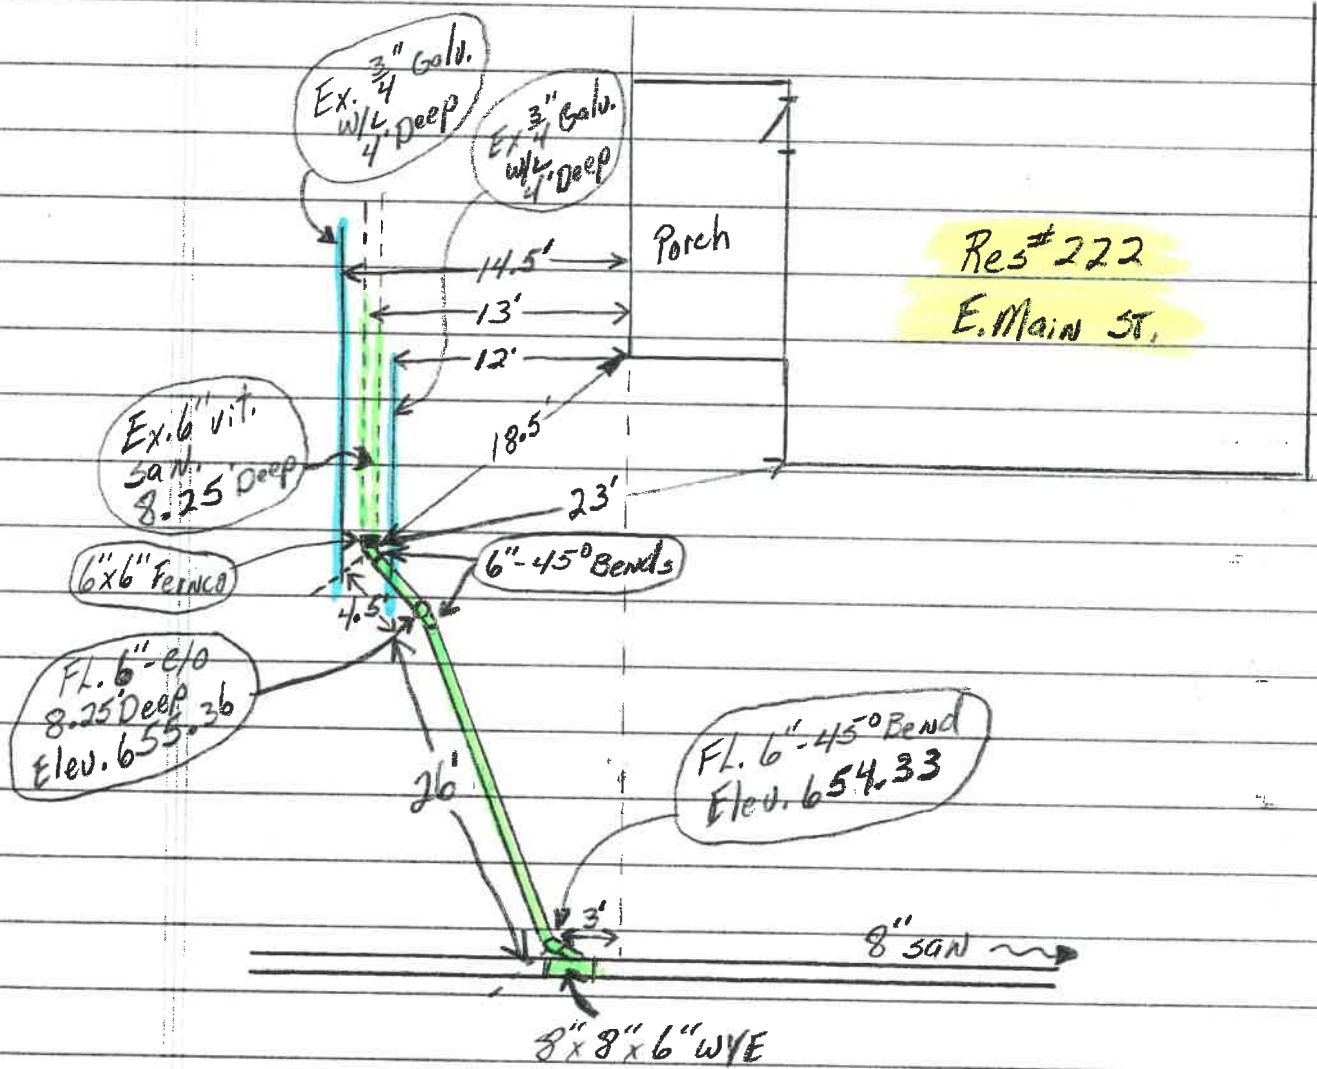 Ex. 3/4" Galv.
W/L
4' Deep
Ex 3/4" Galv.
W/L
4' Deep
Porch
Res # 222
E. Main ST.
14.5'
13'
12'
18.5'
23'
Ex. 6" vit.
SaN.
8.25' Deep
6"x6" Fernco
6"-45° Bends
4.5'
FL. 6"-c/o
8.25' Deep
Elev. 655.36
26'
FL. 6"-45° Bend
Elev. 654.33
3'
8" SaN
8"x8"x6" WYE